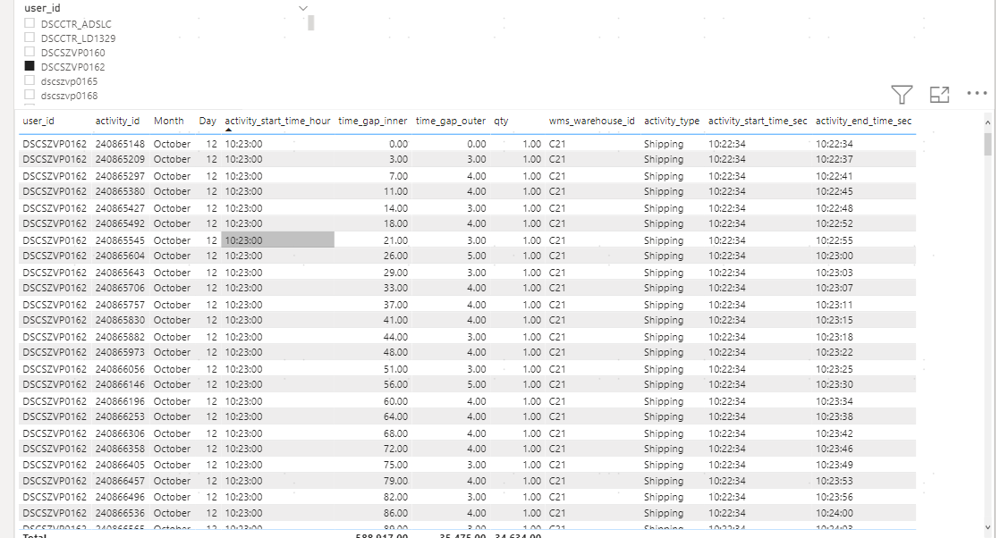 user_id
DSCCTR_ADSLC
DSCCTR_LD1329
DSCSZVP0160
DSCSZVP0162
dscszvp0165
dscszvp0168
user_id activity_id Month Day activity_start_time_hour time_gap_inner time_gap_outer qty wms_warehouse_id activity_type activity_start_time_sec activity_end_time_sec
DSCSZVP0162 240865148 October 12 10:23:00 0.00 0.00 1.00 C21 Shipping 10:22:34 10:22:34
DSCSZVP0162 240865209 October 12 10:23:00 3.00 3.00 1.00 C21 Shipping 10:22:34 10:22:37
DSCSZVP0162 240865297 October 12 10:23:00 7.00 4.00 1.00 C21 Shipping 10:22:34 10:22:41
DSCSZVP0162 240865380 October 12 10:23:00 11.00 4.00 1.00 C21 Shipping 10:22:34 10:22:45
DSCSZVP0162 240865427 October 12 10:23:00 14.00 3.00 1.00 C21 Shipping 10:22:34 10:22:48
DSCSZVP0162 240865492 October 12 10:23:00 18.00 4.00 1.00 C21 Shipping 10:22:34 10:22:52
DSCSZVP0162 240865545 October 12 10:23:00 21.00 3.00 1.00 C21 Shipping 10:22:34 10:22:55
DSCSZVP0162 240865604 October 12 10:23:00 26.00 5.00 1.00 C21 Shipping 10:22:34 10:23:00
DSCSZVP0162 240865643 October 12 10:23:00 29.00 3.00 1.00 C21 Shipping 10:22:34 10:23:03
DSCSZVP0162 240865706 October 12 10:23:00 33.00 4.00 1.00 C21 Shipping 10:22:34 10:23:07
DSCSZVP0162 240865757 October 12 10:23:00 37.00 4.00 1.00 C21 Shipping 10:22:34 10:23:11
DSCSZVP0162 240865830 October 12 10:23:00 41.00 4.00 1.00 C21 Shipping 10:22:34 10:23:15
DSCSZVP0162 240865882 October 12 10:23:00 44.00 3.00 1.00 C21 Shipping 10:22:34 10:23:18
DSCSZVP0162 240865973 October 12 10:23:00 48.00 4.00 1.00 C21 Shipping 10:22:34 10:23:22
DSCSZVP0162 240866056 October 12 10:23:00 51.00 3.00 1.00 C21 Shipping 10:22:34 10:23:25
DSCSZVP0162 240866146 October 12 10:23:00 56.00 5.00 1.00 C21 Shipping 10:22:34 10:23:30
DSCSZVP0162 240866196 October 12 10:23:00 60.00 4.00 1.00 C21 Shipping 10:22:34 10:23:34
DSCSZVP0162 240866253 October 12 10:23:00 64.00 4.00 1.00 C21 Shipping 10:22:34 10:23:38
DSCSZVP0162 240866306 October 12 10:23:00 68.00 4.00 1.00 C21 Shipping 10:22:34 10:23:42
DSCSZVP0162 240866358 October 12 10:23:00 72.00 4.00 1.00 C21 Shipping 10:22:34 10:23:46
DSCSZVP0162 240866405 October 12 10:23:00 75.00 3.00 1.00 C21 Shipping 10:22:34 10:23:49
DSCSZVP0162 240866457 October 12 10:23:00 79.00 4.00 1.00 C21 Shipping 10:22:34 10:23:53
DSCSZVP0162 240866496 October 12 10:23:00 82.00 3.00 1.00 C21 Shipping 10:22:34 10:23:56
DSCSZVP0162 240866536 October 12 10:23:00 86.00 4.00 1.00 C21 Shipping 10:22:34 10:24:00
Total 588,917.00 35,475.00 34,634.00